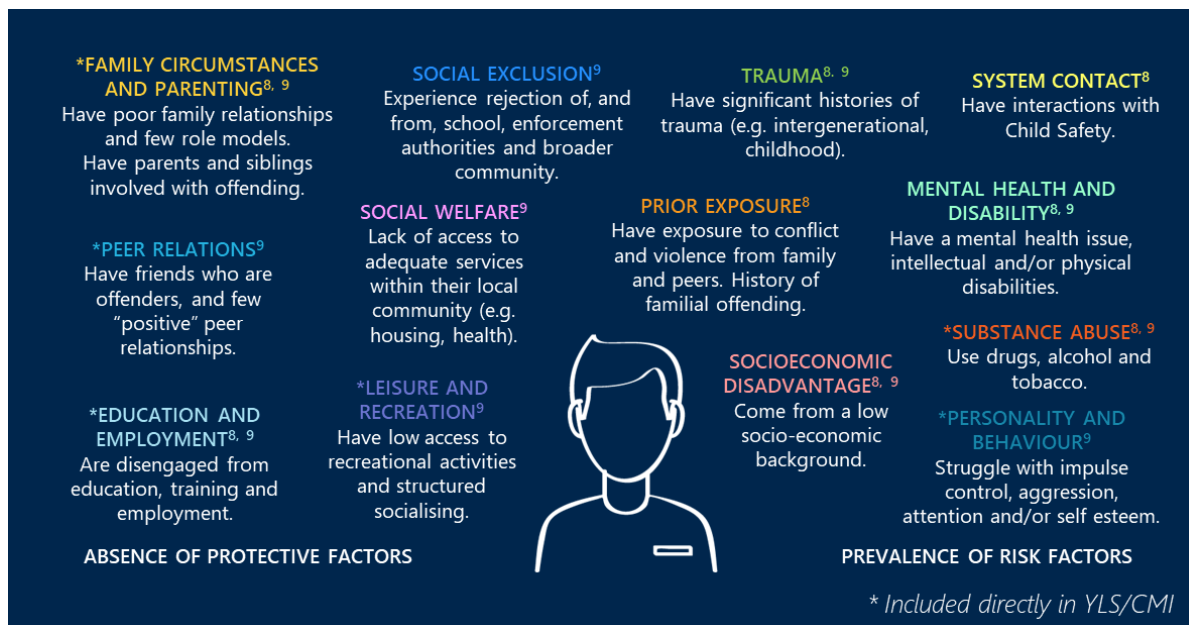 *FAMILY CIRCUMSTANCES
AND PARENTING⁸, ⁹
Have poor family relationships
and few role models.
Have parents and siblings
involved with offending.
SOCIAL EXCLUSION⁹
Experience rejection of, and
from, school, enforcement
authorities and broader
community.
TRAUMA⁸, ⁹
Have significant histories of
trauma (e.g. intergenerational,
childhood).
SYSTEM CONTACT⁸
Have interactions with
Child Safety.
*PEER RELATIONS⁹
Have friends who are
offenders, and few
“positive” peer
relationships.
SOCIAL WELFARE⁹
Lack of access to
adequate services
within their local
community (e.g.
housing, health).
PRIOR EXPOSURE⁸
Have exposure to conflict
and violence from family
and peers. History of
familial offending.
MENTAL HEALTH AND
DISABILITY⁸, ⁹
Have a mental health issue,
intellectual and/or physical
disabilities.
*EDUCATION AND
EMPLOYMENT⁸, ⁹
Are disengaged from
education, training and
employment.
*LEISURE AND
RECREATION⁹
Have low access to
recreational activities
and structured
socialising.
SOCIOECONOMIC
DISADVANTAGE⁸, ⁹
Come from a low
socio-economic
background.
*SUBSTANCE ABUSE⁸, ⁹
Use drugs, alcohol and
tobacco.
*PERSONALITY AND
BEHAVIOUR⁹
Struggle with impulse
control, aggression,
attention and/or self esteem.
ABSENCE OF PROTECTIVE FACTORS
PREVALENCE OF RISK FACTORS
* Included directly in YLS/CMI